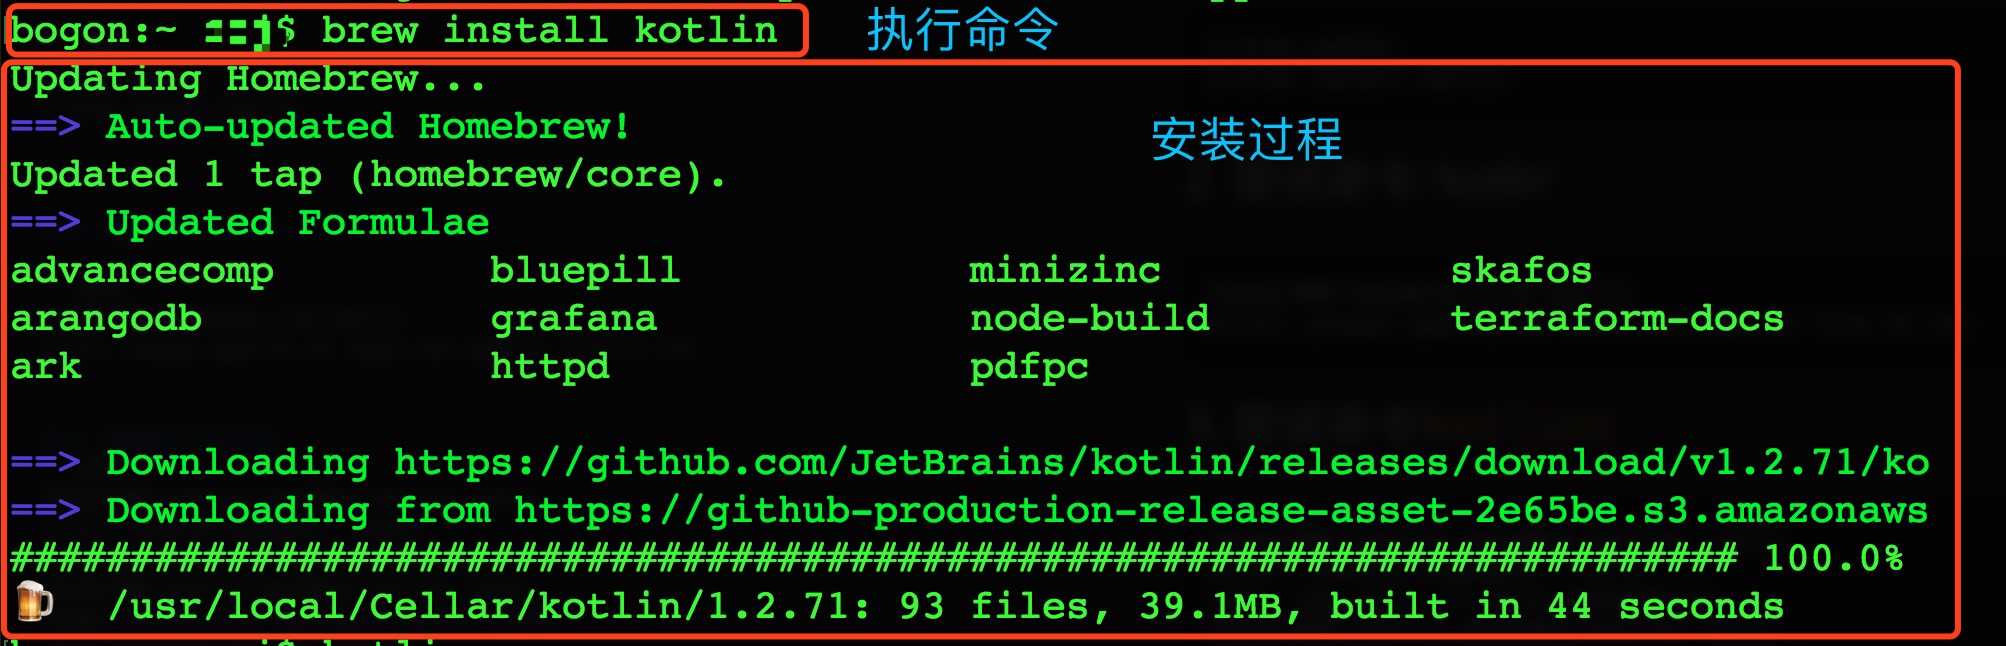 bogon:~ $ brew install kotlin 执行命令
Updating Homebrew...
==> Auto-updated Homebrew! 安装过程
Updated 1 tap (homebrew/core).
==> Updated Formulae
advancecomp bluepill minizinc skafos
arangodb grafana node-build terraform-docs
ark httpd pdfpc
==> Downloading https://github.com/JetBrains/kotlin/releases/download/v1.2.71/ko
==> Downloading from https://github-production-release-asset-2e65be.s3.amazonaws
######################################################################## 100.0%
🍺 /usr/local/Cellar/kotlin/1.2.71: 93 files, 39.1MB, built in 44 seconds